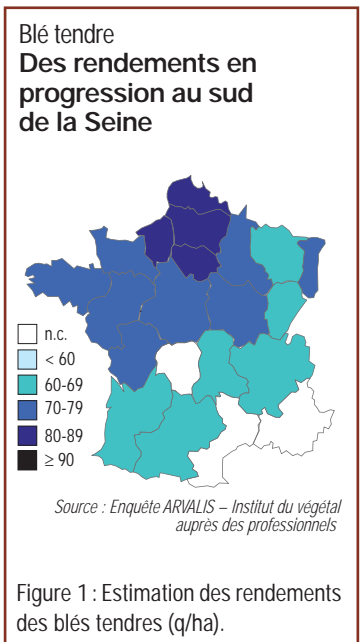 Blé tendre
Des rendements en
progression au sud
de la Seine
n.c.
< 60
60-69
70-79
80-89
≥ 90
Source : Enquête ARVALIS – Institut du végétal
auprès des professionnels
Figure 1 : Estimation des rendements
des blés tendres (q/ha).